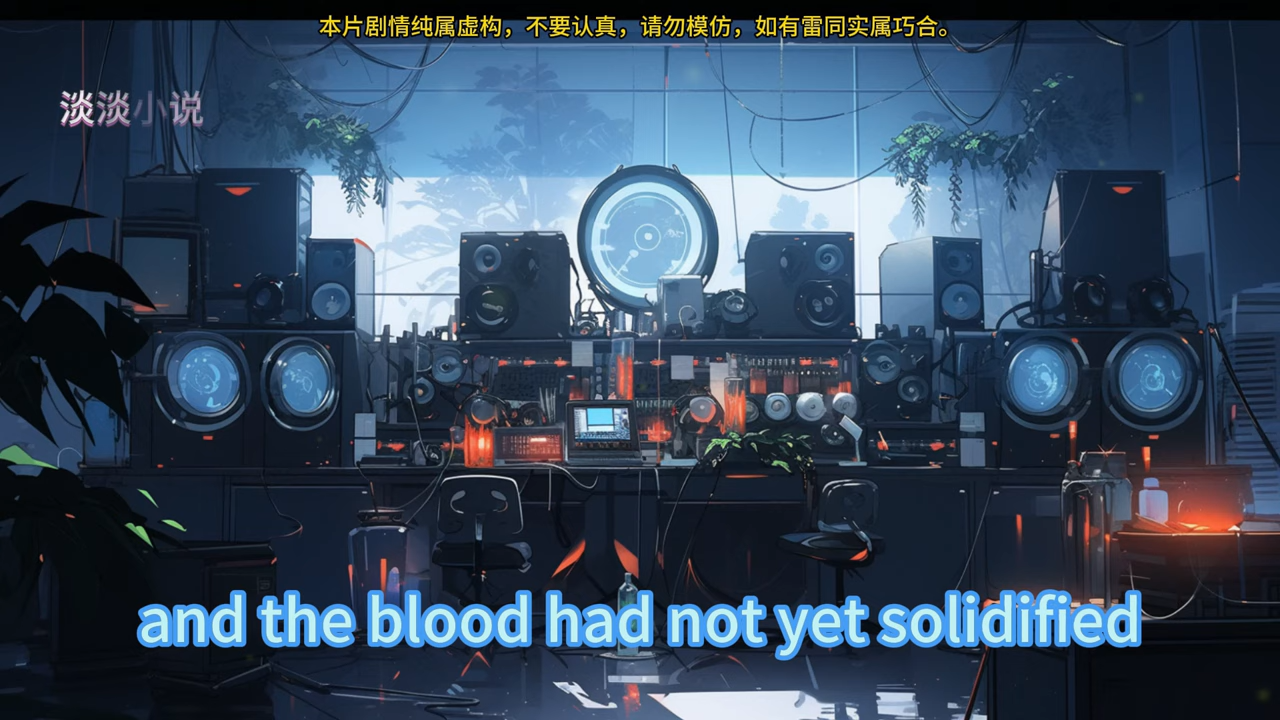 本片剧情纯属虚构，不要认真，请勿模仿，如有雷同实属巧合。
淡淡小说
and the blood had not yet solidified